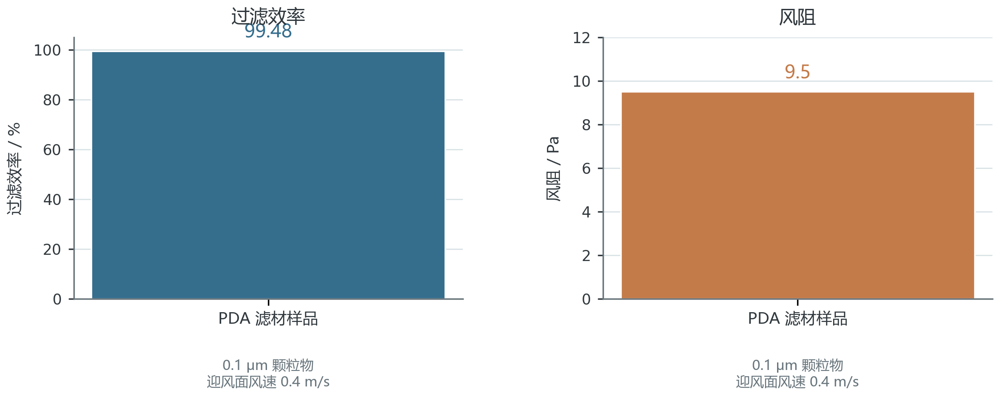 过滤效率
99.48
100
80
60
40
20
0
过滤效率 / %
PDA 滤材样品
0.1 µm 颗粒物
迎风面风速 0.4 m/s
风阻
12
9.5
10
8
6
4
2
0
风阻 / Pa
PDA 滤材样品
0.1 µm 颗粒物
迎风面风速 0.4 m/s